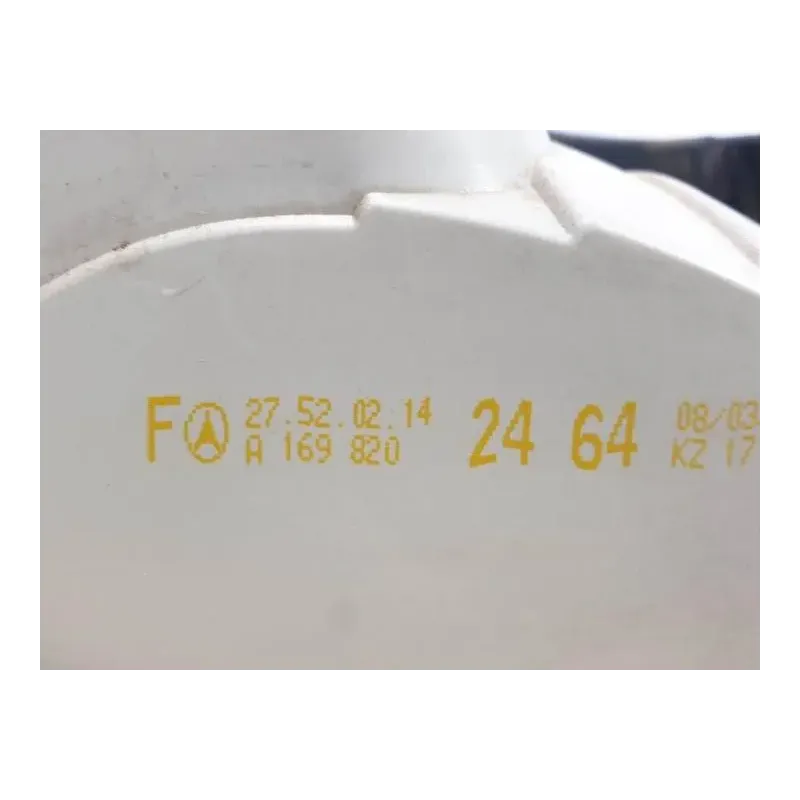 F 27.52.02.14 24 64 08/03
A 169 820 KZ 17